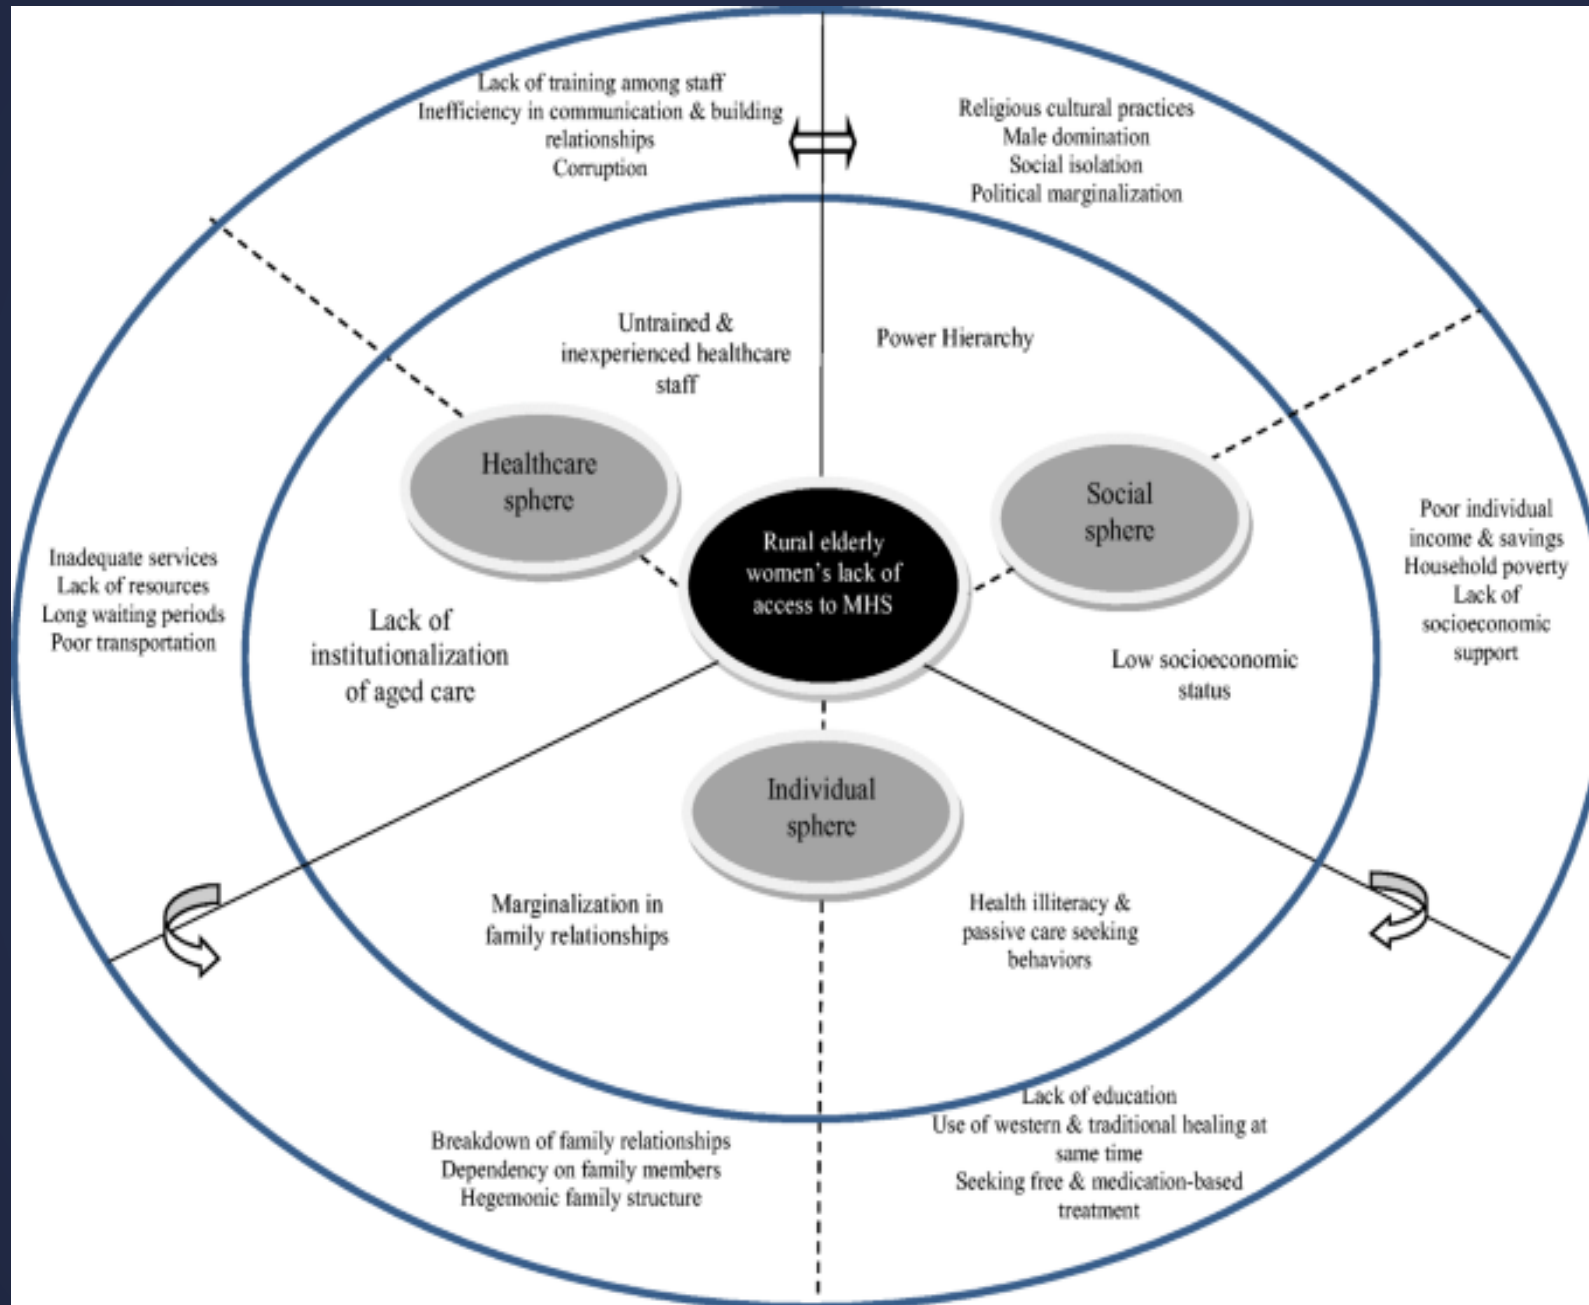 Lack of training among staff
Inefficiency in communication & building
relationships
Corruption
Religious cultural practices
Male domination
Social isolation
Political marginalization
Untrained &
inexperienced healthcare
staff
Power Hierarchy
Healthcare
sphere
Social
sphere
Rural elderly
women's lack of
access to MHS
Inadequate services
Lack of resources
Long waiting periods
Poor transportation
Lack of
institutionalization
of aged care
Low socioeconomic
status
Poor individual
income & savings
Household poverty
Lack of
socioeconomic
support
Individual
sphere
Marginalization in
family relationships
Health illiteracy &
passive care seeking
behaviors
Breakdown of family relationships
Dependency on family members
Hegemonic family structure
Lack of education
Use of western & traditional healing at
same time
Seeking free & medication-based
treatment